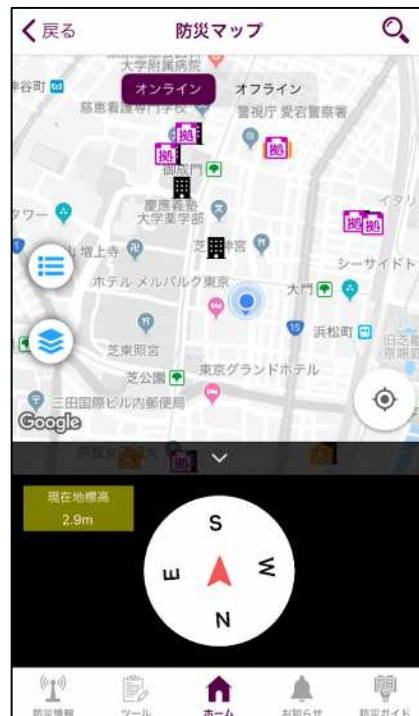 戻る
防災マップ
学附属病院
オンライン
オフライン
谷町
慈恵看護専門学校
警視庁 愛宕警察署
拠
拠
拠
御成門
慶應義塾
大学薬学部
イタリ
拠
拠
タワー
増上寺
芝
神宮
シーサイドト
ホテル メルパルク東京
大門
15
浜松町
芝東照宮
芝公園
東京グランドホテル
三田国際ビル内郵便局
Google
拠
現在地標高
2.9m
S
E
W
N
防災情報
ツール
ホーム
お知らせ
防災ガイド